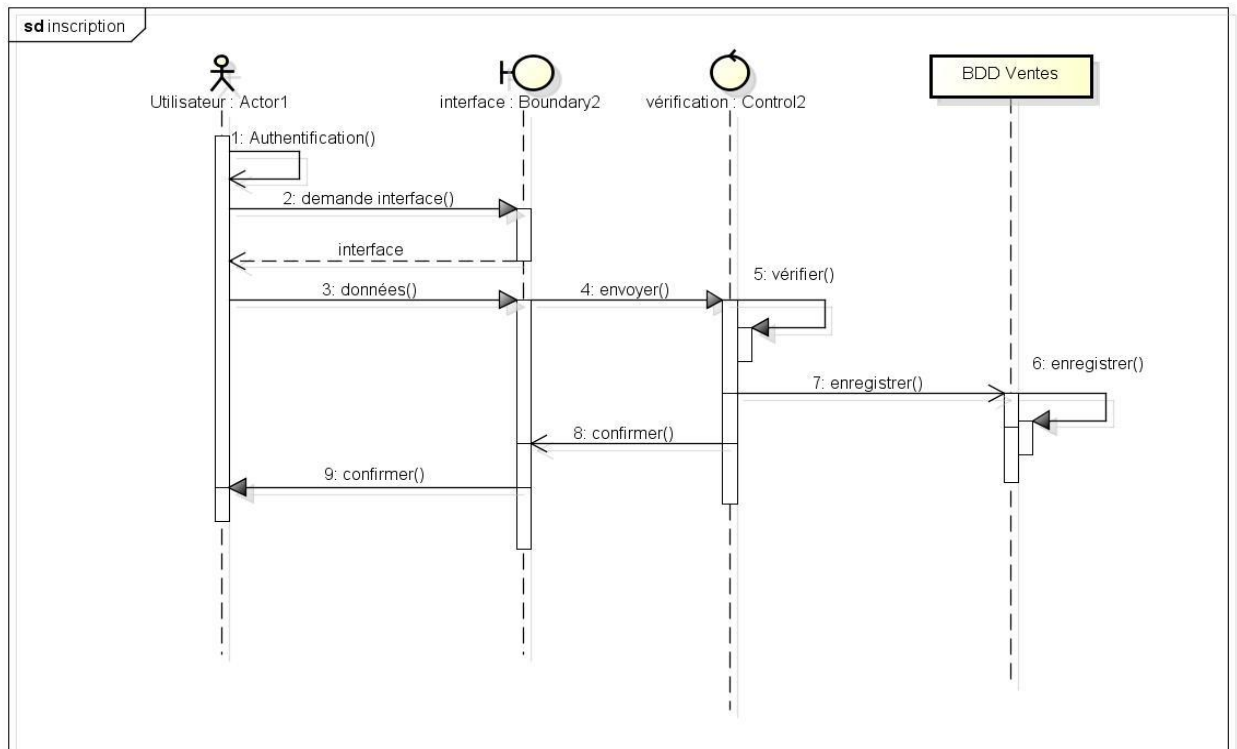 sd inscription
Utilisateur : Actor1
interface : Boundary2
vérification : Control2
BDD Ventes
1: Authentification()
2: demande interface()
interface
3: données()
4: envoyer()
5: vérifier()
6: enregistrer()
7: enregistrer()
8: confirmer()
9: confirmer()